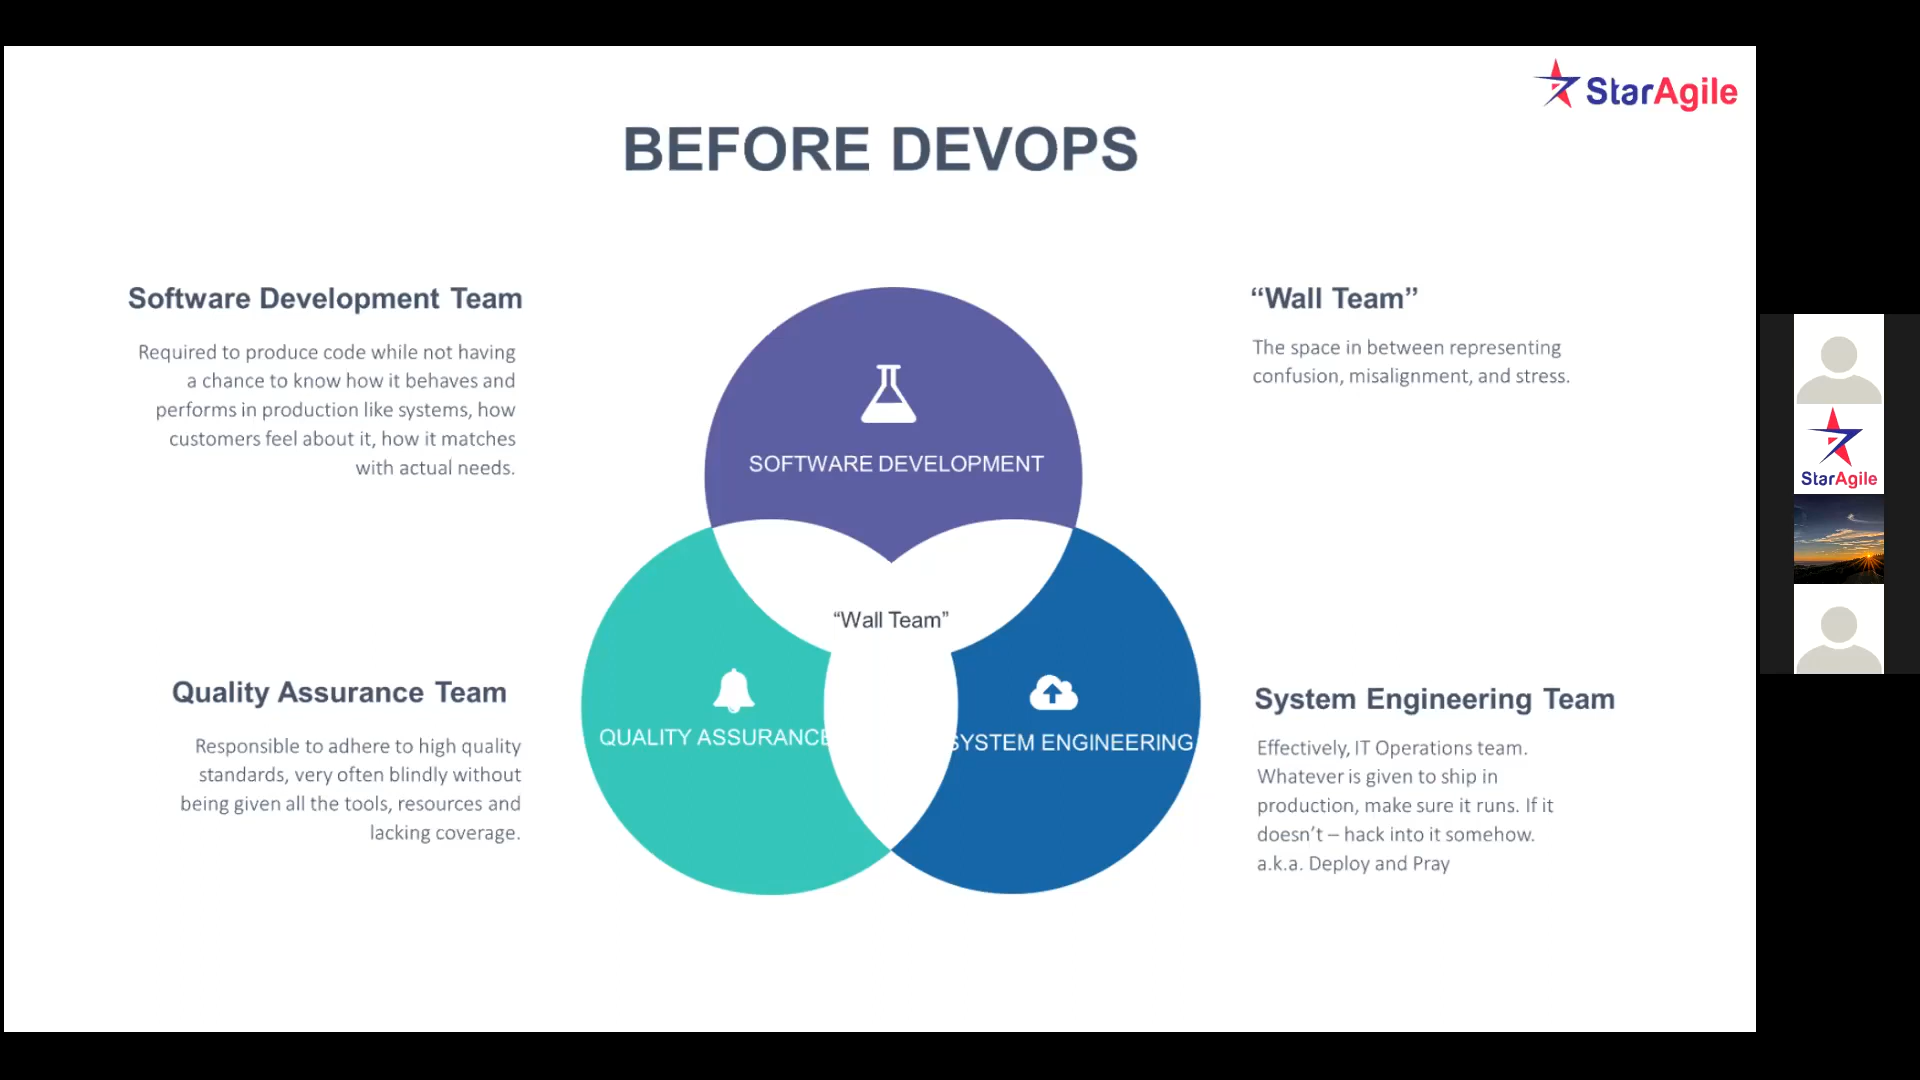 StarAgile
BEFORE DEVOPS
Software Development Team
Required to produce code while not having
a chance to know how it behaves and
performs in production like systems, how
customers feel about it, how it matches
with actual needs.
“Wall Team”
The space in between representing
confusion, misalignment, and stress.
SOFTWARE DEVELOPMENT
“Wall Team”
QUALITY ASSURANCE
SYSTEM ENGINEERING
Quality Assurance Team
Responsible to adhere to high quality
standards, very often blindly without
being given all the tools, resources and
lacking coverage.
System Engineering Team
Effectively, IT Operations team.
Whatever is given to ship in
production, make sure it runs. If it
doesn’t – hack into it somehow.
a.k.a. Deploy and Pray
StarAgile